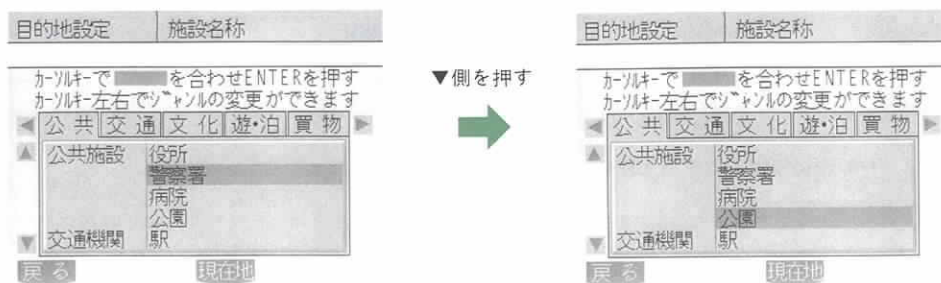 目的地設定 施設名称
カーソルキーで を合わせENTERを押す
カーソルキー左右でジャンルの変更ができます
◀ 公共 交通 文化 遊・泊 買物 ▶
▲ 公共施設 役所
警察署
病院
公園
▼ 交通機関 駅
戻る 現在地
▼側を押す
目的地設定 施設名称
カーソルキーで を合わせENTERを押す
カーソルキー左右でジャンルの変更ができます
◀ 公共 交通 文化 遊・泊 買物 ▶
▲ 公共施設 役所
警察署
病院
公園
▼ 交通機関 駅
戻る 現在地